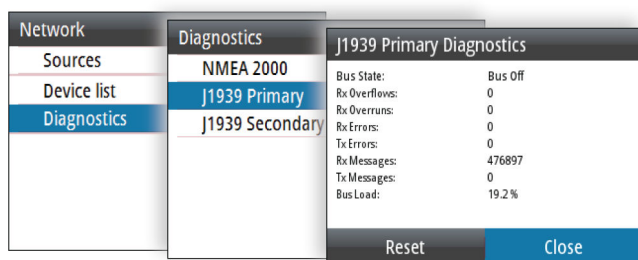 Network
Sources
Device list
Diagnostics
Diagnostics
NMEA 2000
J1939 Primary
J1939 Secondary
J1939 Primary Diagnostics
Bus State: Bus Off
Rx Overflows: 0
Rx Overruns: 0
Rx Errors: 0
Tx Errors: 0
Rx Messages: 476897
Tx Messages: 0
Bus Load: 19.2 %
Reset Close